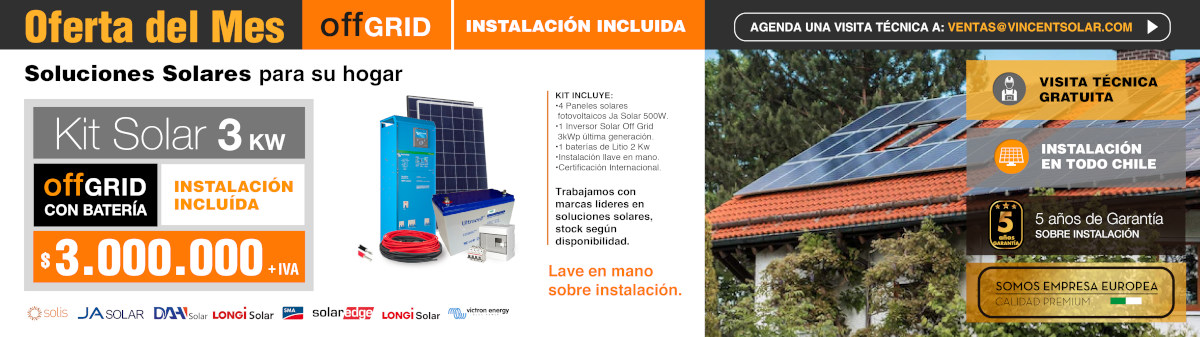 Oferta del Mes
offGRID
INSTALACIÓN INCLUIDA
AGENDA UNA VISITA TÉCNICA A: VENTAS@VINCENTSOLAR.COM
Soluciones Solares para su hogar
Kit Solar 3 KW
offGRID
CON BATERÍA
INSTALACIÓN
INCLUÍDA
$ 3.000.000 + IVA
KIT INCLUYE:
•4 Paneles solares
fotovoltaicos Ja Solar 500W.
•1 Inversor Solar Off Grid
3kWp última generación.
•1 baterías de Litio 2 Kw
•Instalación llave en mano.
•Certificación Internacional.
Trabajamos con
marcas lideres en
soluciones solares,
stock según
disponibilidad.
Lave en mano
sobre instalación.
solis
JA SOLAR
DAH Solar
LONGi Solar
SMA
solaredge
LONGi Solar
victron energy
VISITA TÉCNICA
GRATUITA
INSTALACIÓN
EN TODO CHILE
5
años
GARANTÍA
5 años de Garantía
SOBRE INSTALACIÓN
SOMOS EMPRESA EUROPEA
CALIDAD PREMIUM